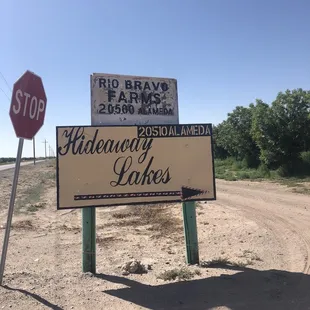 STOP
RIO BRAVO
FARMS
20500 ALAMEDA
20510 ALAMEDA
Hideaway
Lakes